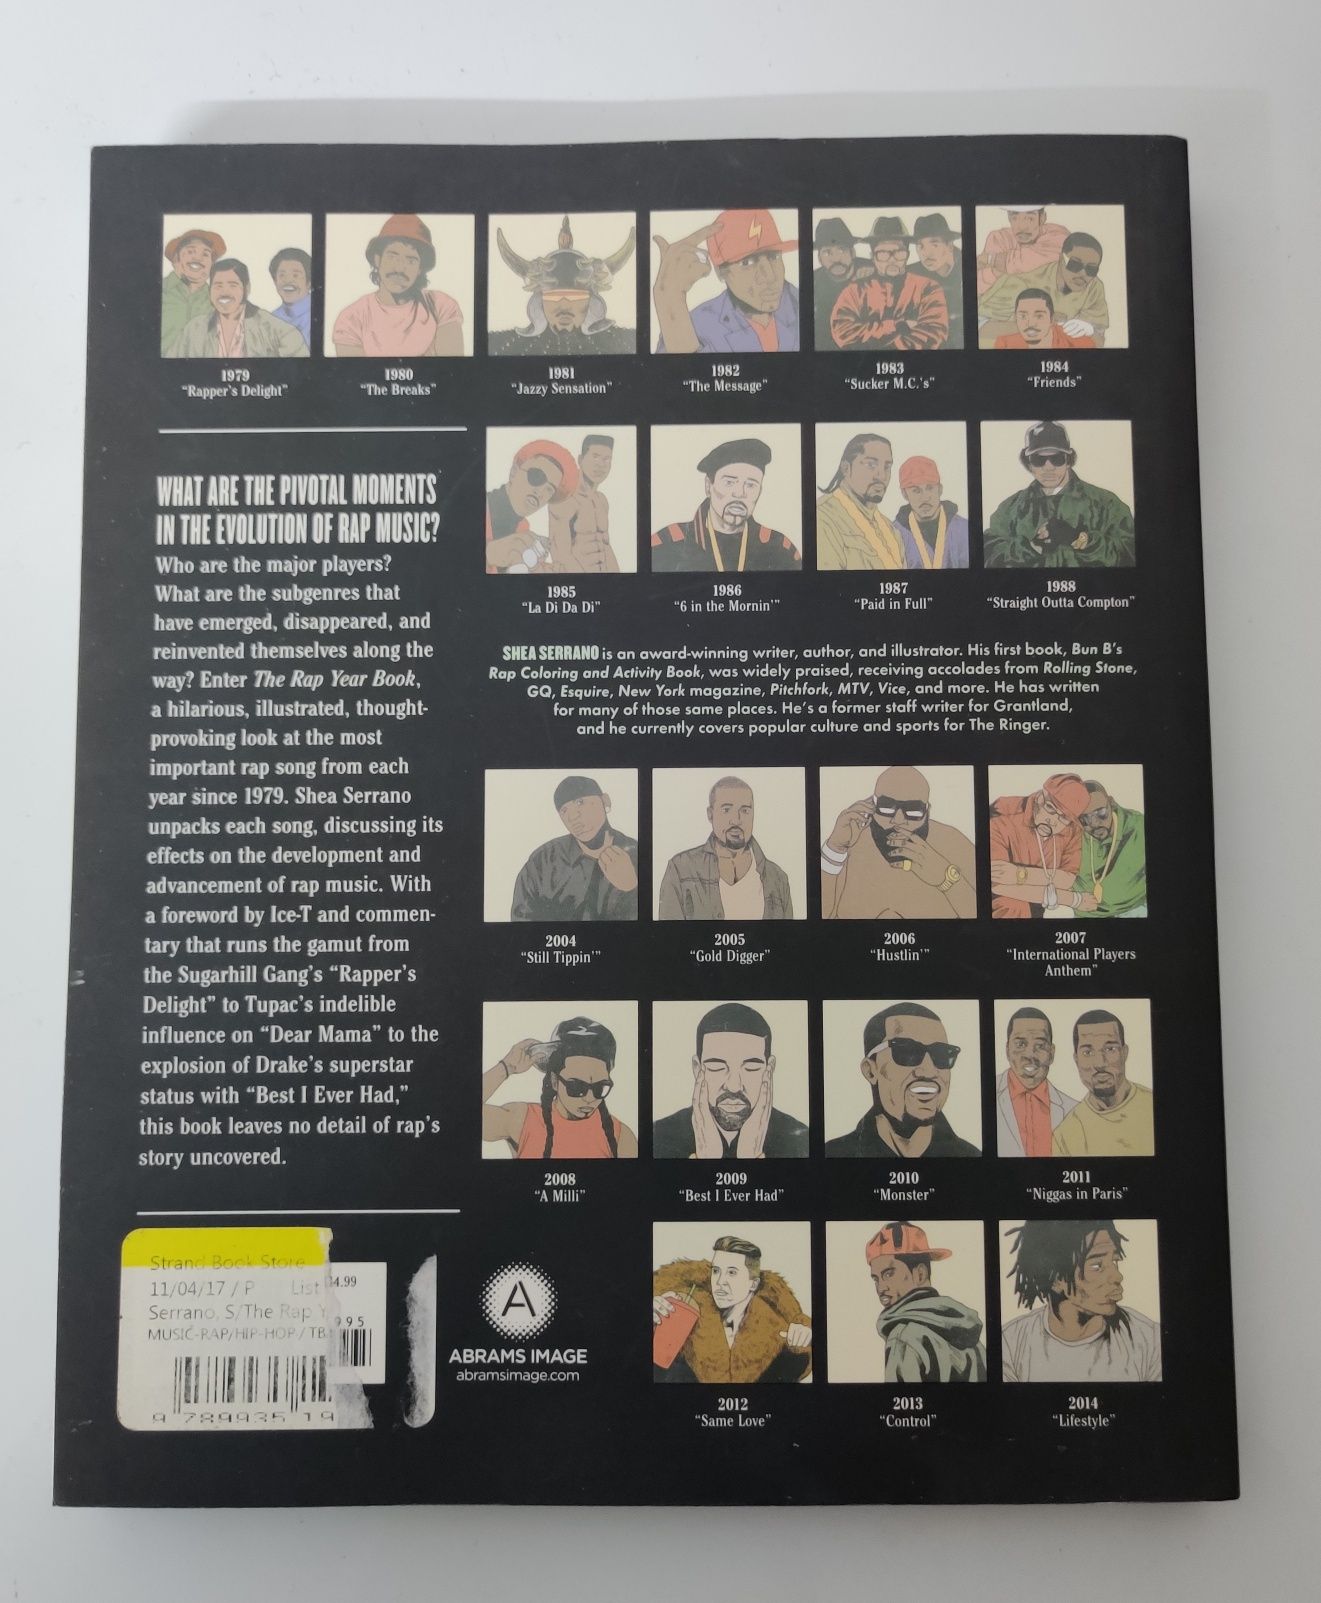 1979
"Rapper's Delight"
1980
"The Breaks"
1981
"Jazzy Sensation"
1982
"The Message"
1983
"Sucker M.C.'s"
1984
"Friends"
WHAT ARE THE PIVOTAL MOMENTS
IN THE EVOLUTION OF RAP MUSIC?
Who are the major players?
What are the subgenres that
have emerged, disappeared, and
reinvented themselves along the
way? Enter The Rap Year Book,
a hilarious, illustrated, thought-
provoking look at the most
important rap song from each
year since 1979. Shea Serrano
unpacks each song, discussing its
effects on the development and
advancement of rap music. With
a foreword by Ice-T and commen-
tary that runs the gamut from
the Sugarhill Gang's "Rapper's
Delight" to Tupac's indelible
influence on "Dear Mama" to the
explosion of Drake's superstar
status with "Best I Ever Had,"
this book leaves no detail of rap's
story uncovered.
1985
"La Di Da Di"
1986
"6 in the Mornin'"
1987
"Paid in Full"
1988
"Straight Outta Compton"
SHEA SERRANO is an award-winning writer, author, and illustrator. His first book, Bun B's
Rap Coloring and Activity Book, was widely praised, receiving accolades from Rolling Stone,
GQ, Esquire, New York magazine, Pitchfork, MTV, Vice, and more. He has written
for many of those same places. He's a former staff writer for Grantland,
and he currently covers popular culture and sports for The Ringer.
2004
"Still Tippin'"
2005
"Gold Digger"
2006
"Hustlin'"
2007
"International Players
Anthem"
2008
"A Milli"
2009
"Best I Ever Had"
2010
"Monster"
2011
"Niggas in Paris"
2012
"Same Love"
2013
"Control"
2014
"Lifestyle"
Strand Book Store
11/04/17 / P List
Serrano, S/The Rap Y
MUSIC-RAP/HIP-HOP / TB
9 789935 19
4.99
995
A
ABRAMS IMAGE
abramsimage.com